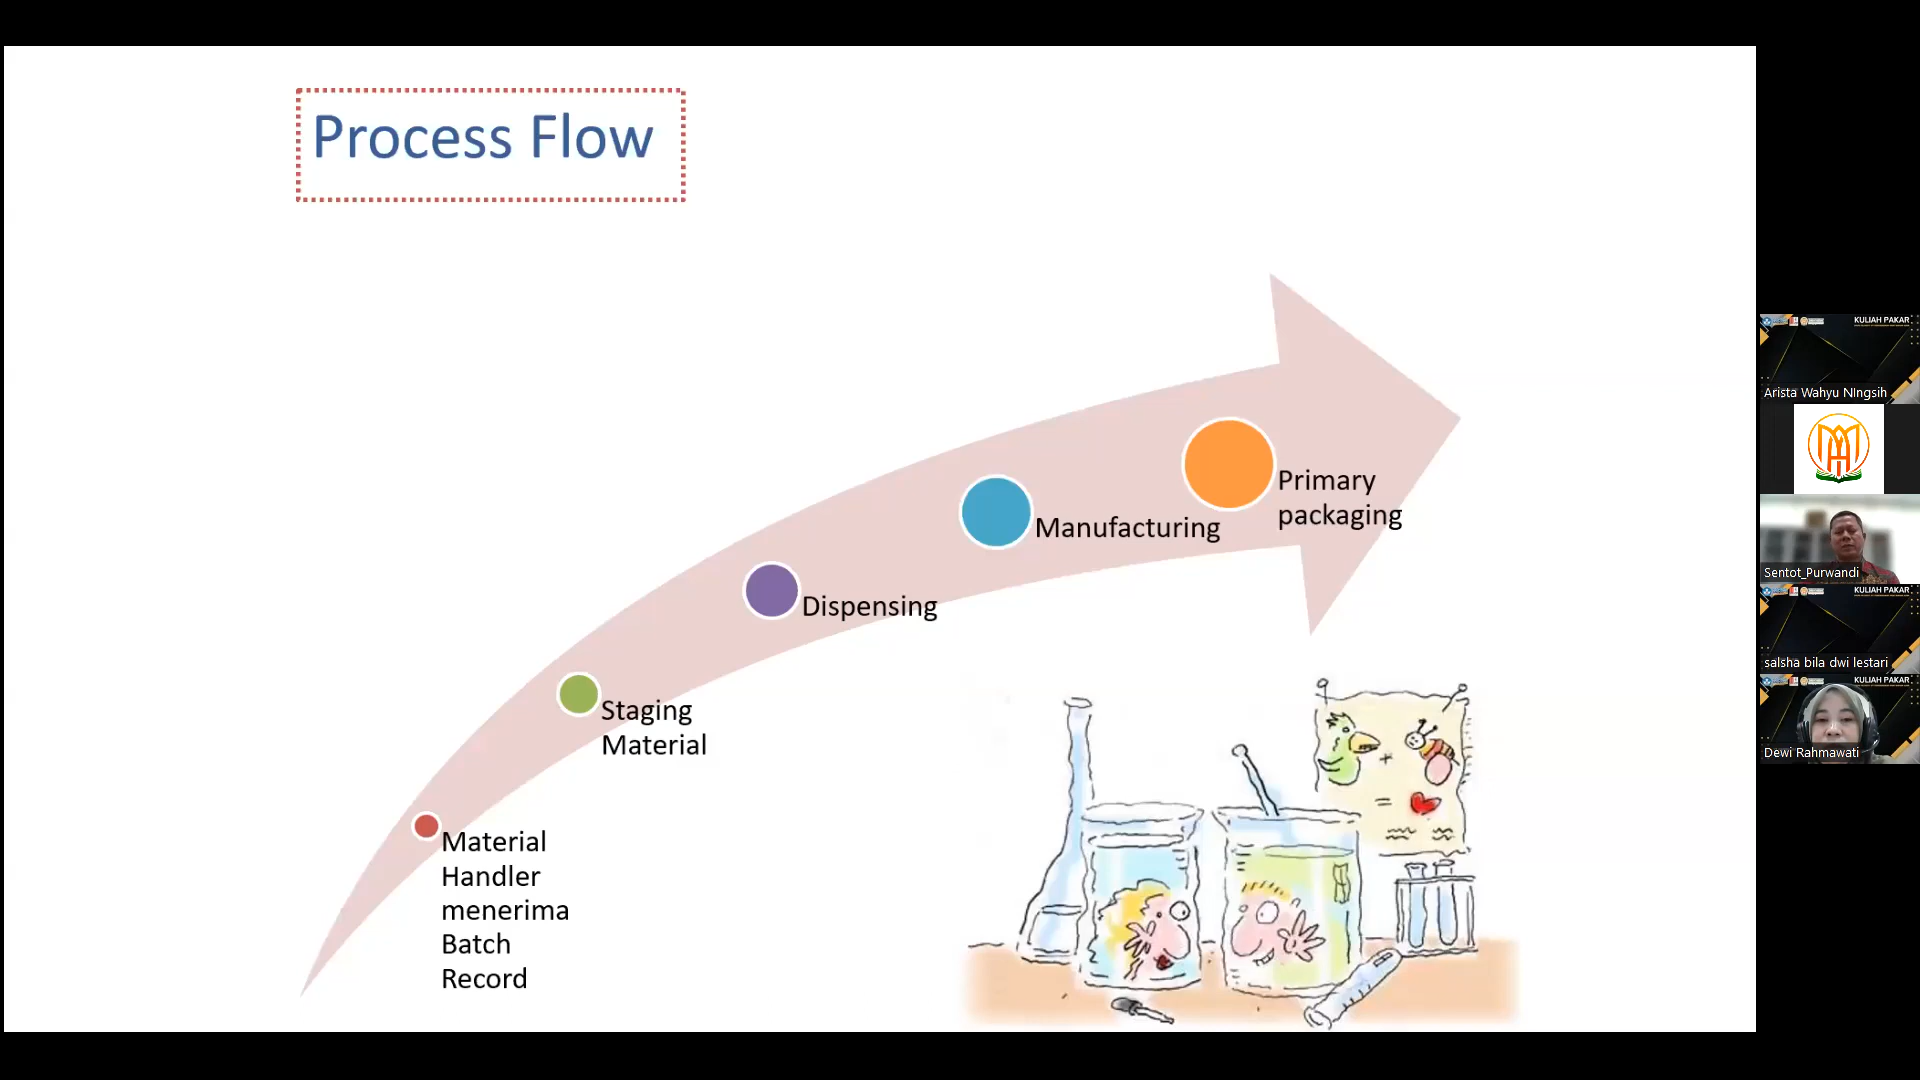 Process Flow
Primary
packaging
Manufacturing
Dispensing
Staging
Material
Material
Handler
menerima
Batch
Record
KULIAH PAKAR
Arista Wahyu NIngsih
Sentot_Purwandi
KULIAH PAKAR
salsha bila dwi lestari
KULIAH PAKAR
Dewi Rahmawati